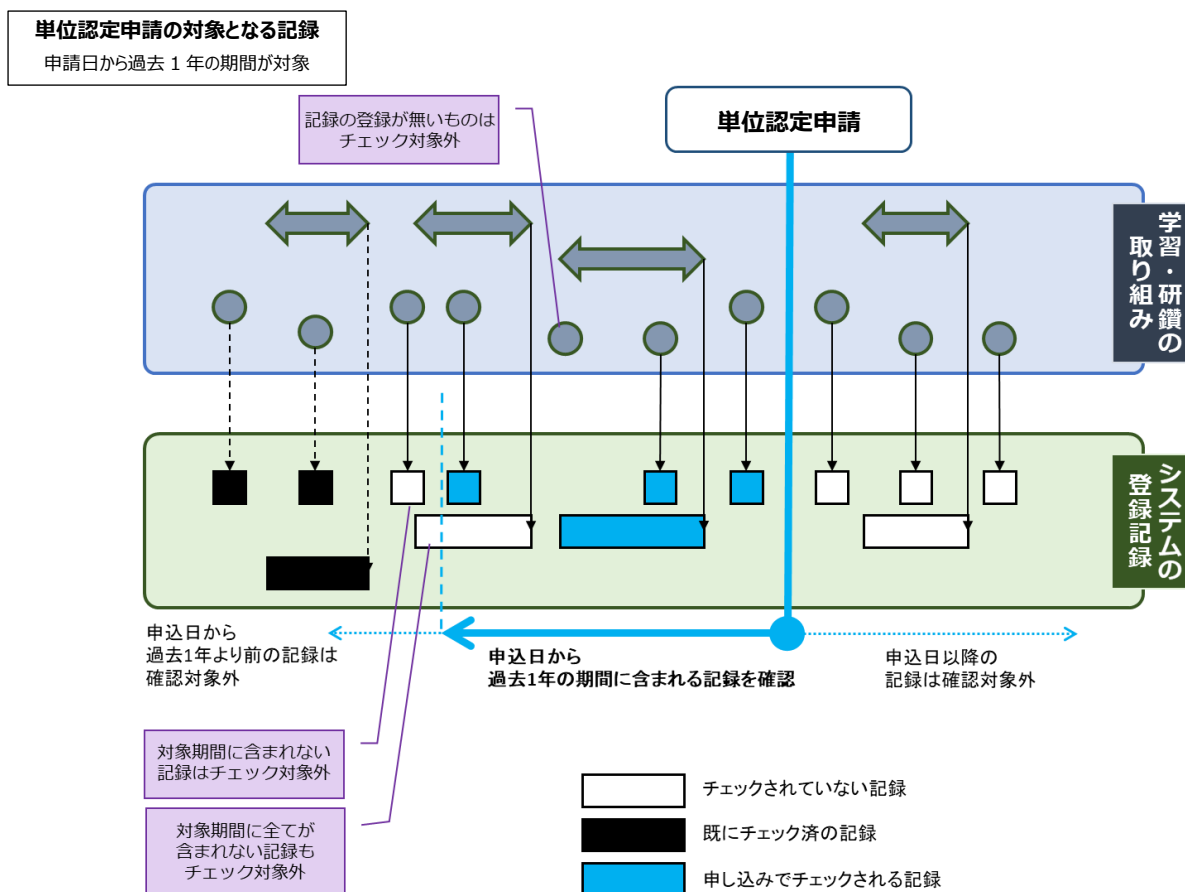 単位認定申請の対象となる記録
申請日から過去 1 年の期間が対象
記録の登録が無いものは
チェック対象外
単位認定申請
学習・研鑽の
取り組み
システムの
登録記録
申込日から
過去1年より前の記録は
確認対象外
申込日から
過去1年の期間に含まれる記録を確認
申込日以降の
記録は確認対象外
対象期間に含まれない
記録はチェック対象外
対象期間に全てが
含まれない記録も
チェック対象外
チェックされていない記録
既にチェック済の記録
申し込みでチェックされる記録